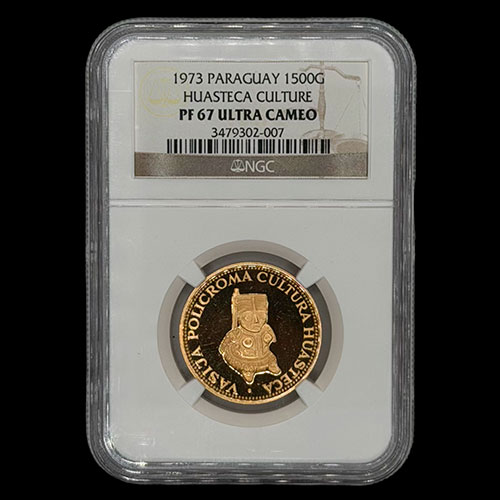 1973 PARAGUAY 1500G
HUASTECA CULTURE
PF 67 ULTRA CAMEO
3479302-007
NGC
VASIJA POLICROMA CULTURA HUASTECA